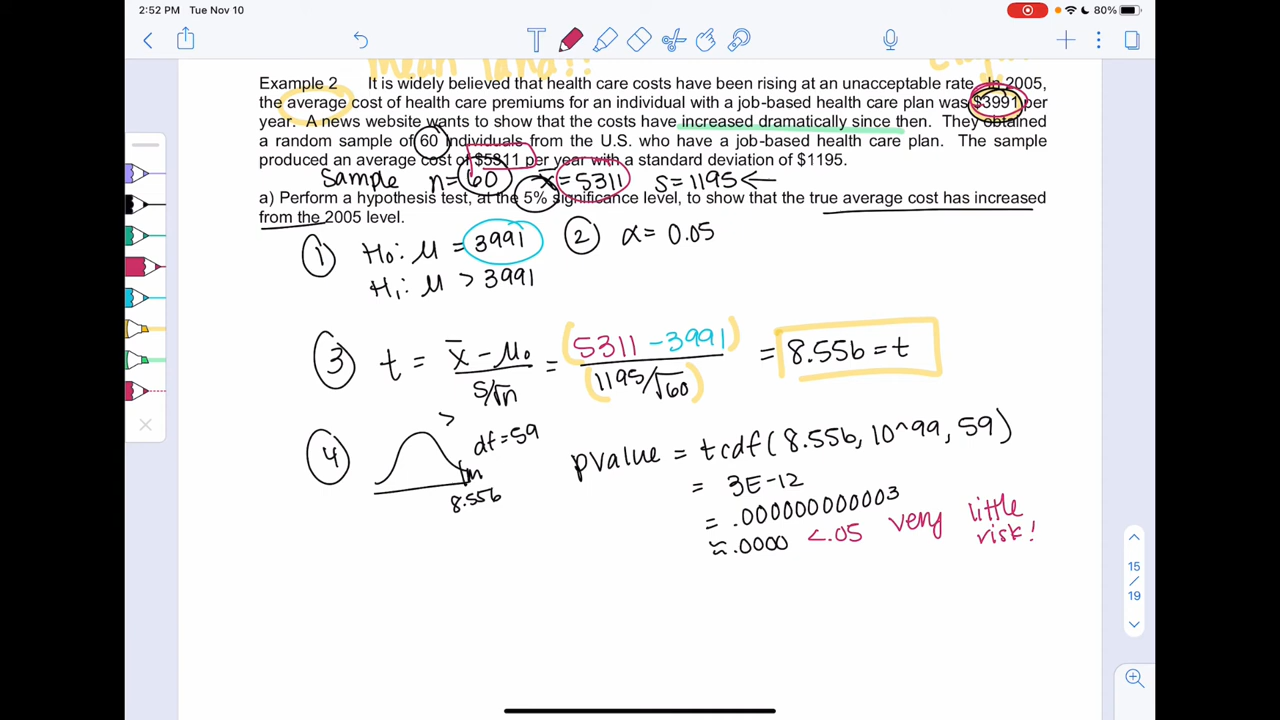 2:52 PM Tue Nov 10
80%
mean land!!
Example 2 It is widely believed that health care costs have been rising at an unacceptable rate. In 2005,
the average cost of health care premiums for an individual with a job-based health care plan was $3991 per
year. A news website wants to show that the costs have increased dramatically since then. They obtained
a random sample of 60 individuals from the U.S. who have a job-based health care plan. The sample
produced an average cost of $5311 per year with a standard deviation of $1195.
Sample n=60 x̄=5311 s=1195←
a) Perform a hypothesis test, at the 5% significance level, to show that the true average cost has increased
from the 2005 level.
① H₀: μ = 3991 ② α= 0.05
H₁: μ > 3991
③ t = x̄ - μ₀ / s/√n = (5311 - 3991) / (1195/√60) = 8.556 = t
④ > df=59 8.556
pvalue = tcdf(8.556, 10^99, 59)
= 3E-12
= .000000000003
≈ .0000 <.05 very little risk!
15
/
19